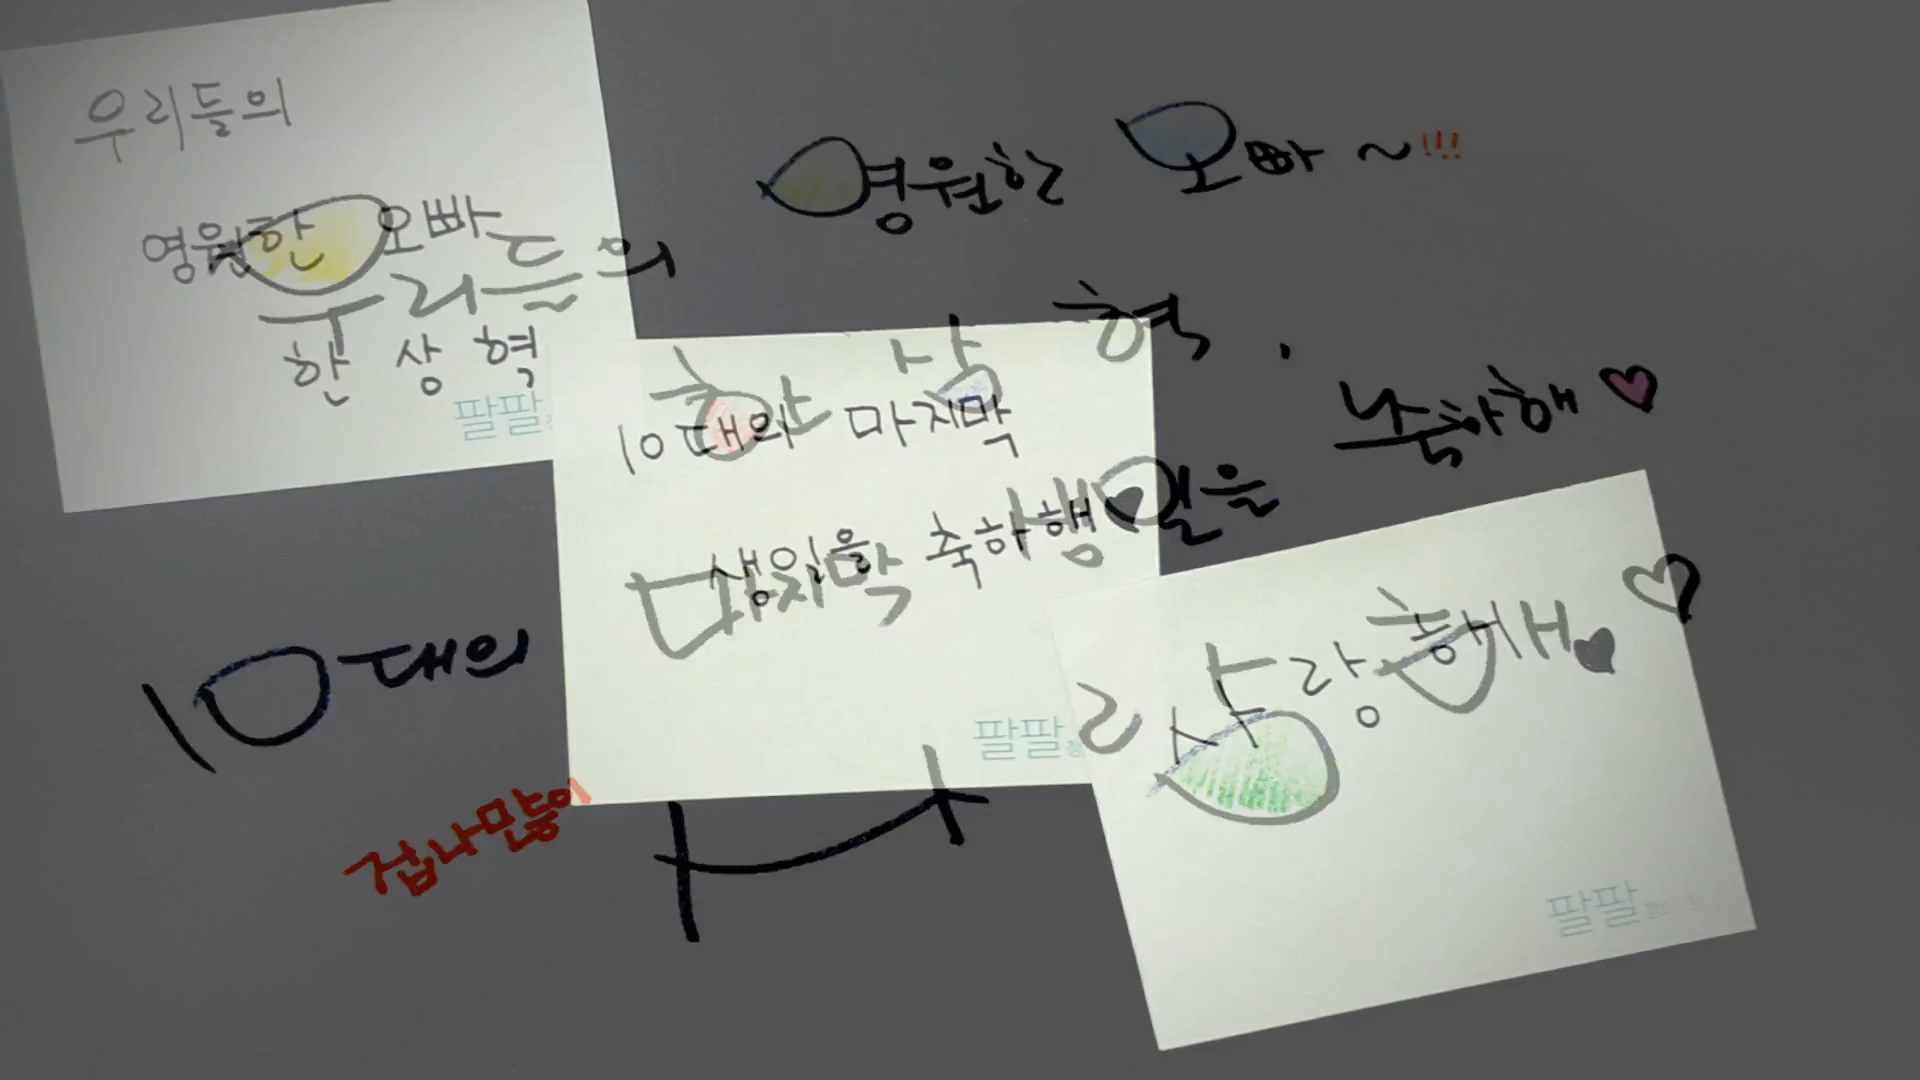 우리들의
영원한 오빠
한 상 혁
팔팔
우리들의
영원한 오빠 ~!!!
한 상 혁
10대의 마지막
생일을 축하행♥
팔팔
10대의
마지막 생일을
축하해♥
사랑해♥
팔팔
겁나많이
사랑해♡